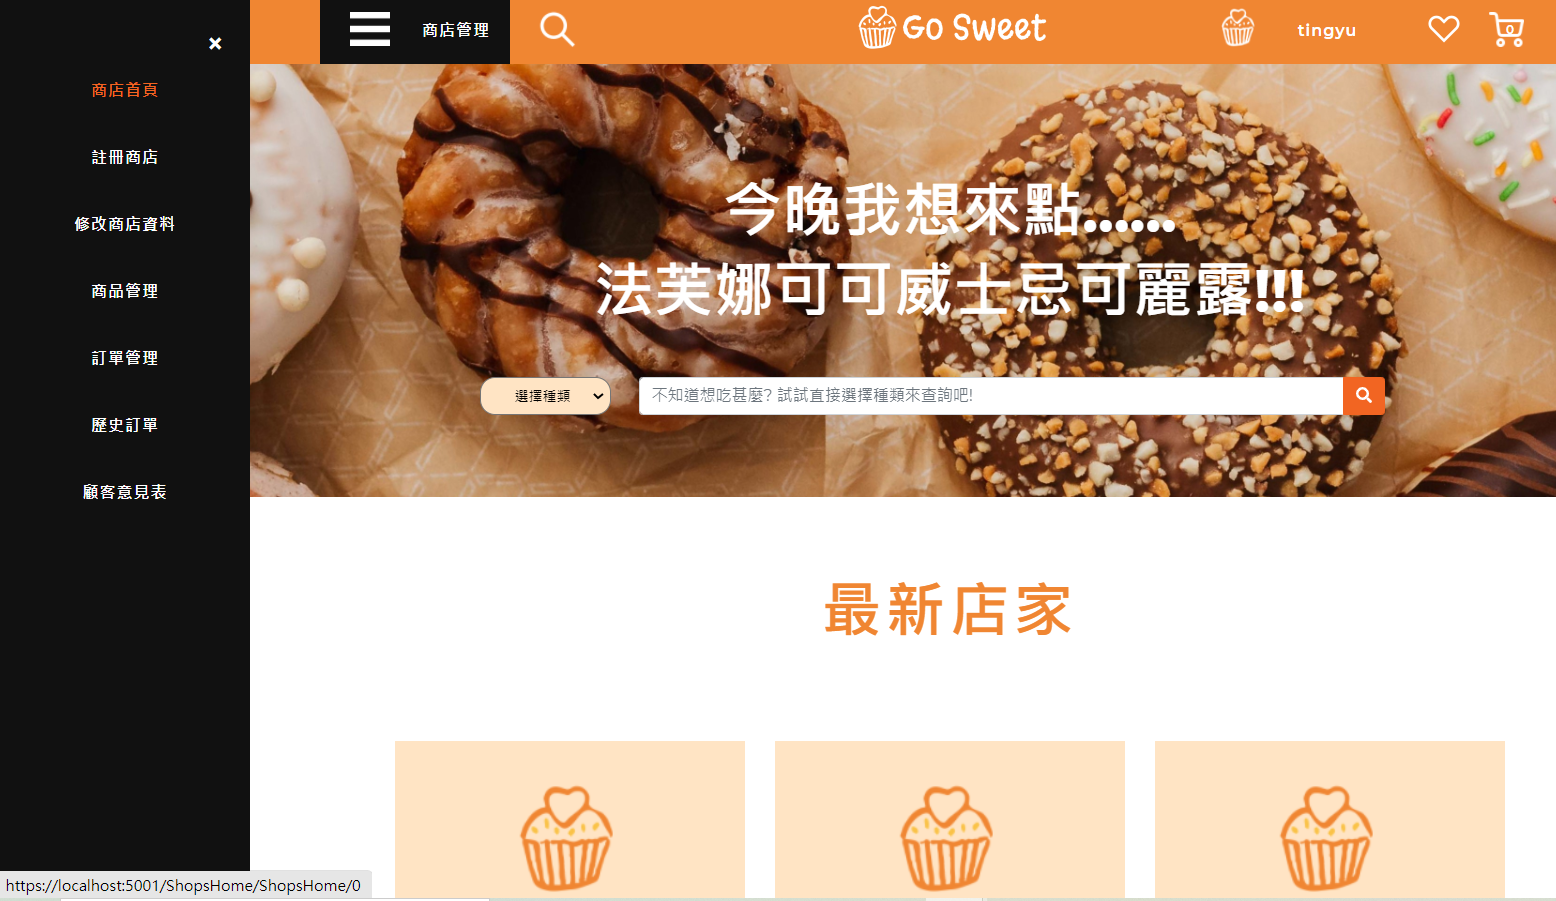 ×
商店首頁
註冊商店
修改商店資料
商品管理
訂單管理
歷史訂單
顧客意見表
商店管理
Go Sweet
tingyu
0
今晚我想來點......
法芙娜可可威士忌可麗露!!!
選擇種類
不知道想吃甚麼? 試試直接選擇種類來查詢吧!
最新店家
https://localhost:5001/ShopsHome/ShopsHome/0